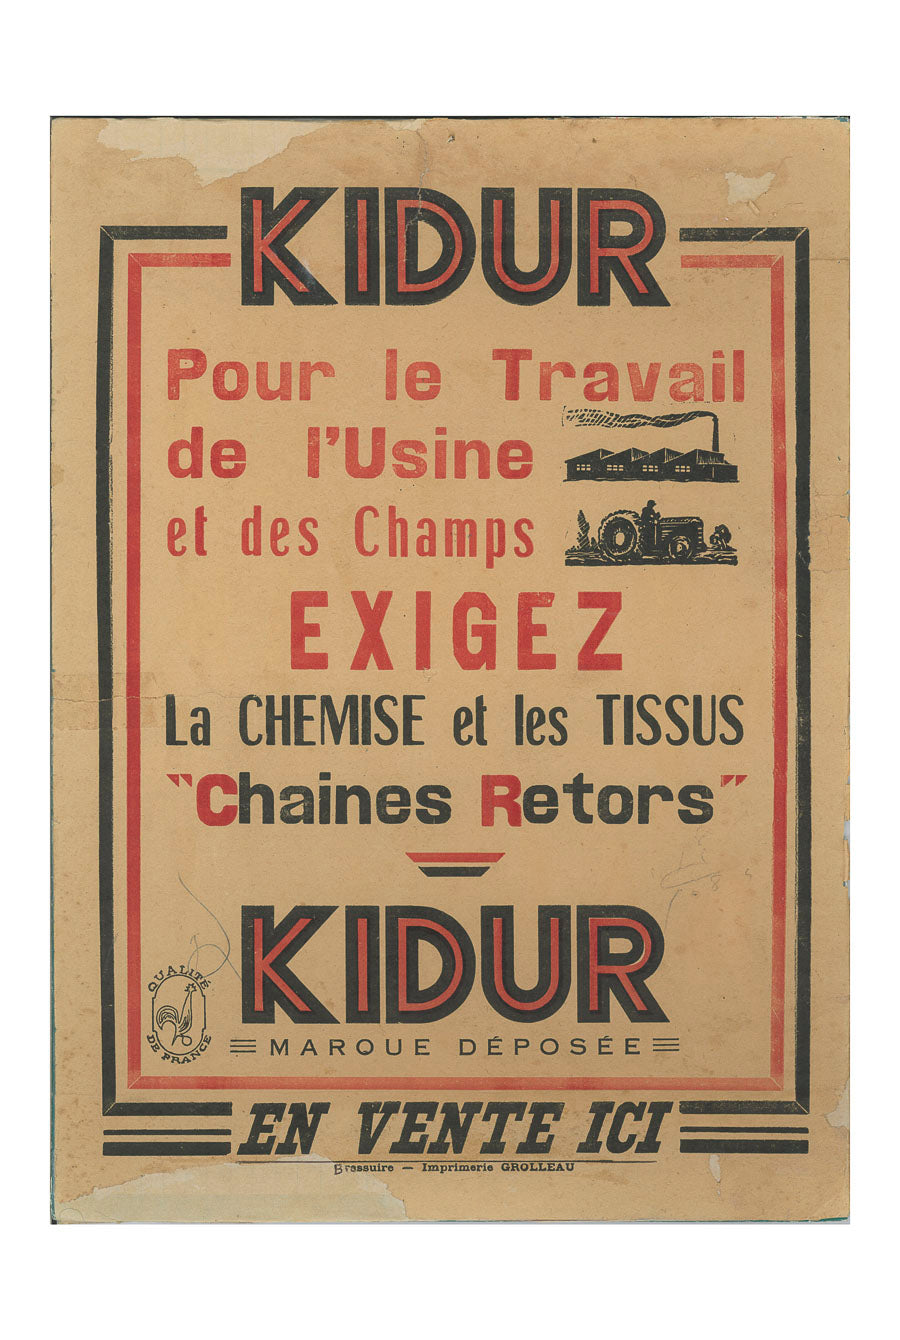 KIDUR
Pour le Travail
de l'Usine
et des Champs
EXIGEZ
La CHEMISE et les TISSUS
"Chaines Retors"
KIDUR
QUALITÉ
DE FRANCE
MARQUE DÉPOSÉE
EN VENTE ICI
Bressuire — Imprimerie GROLLEAU